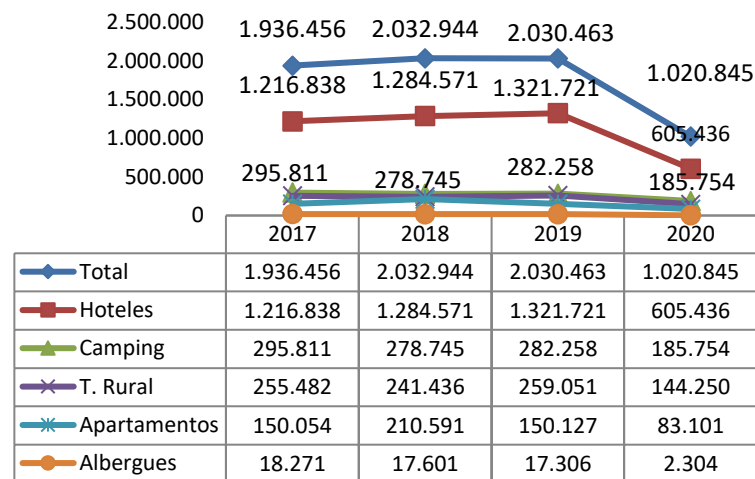 2.500.000
2.000.000
1.500.000
1.000.000
500.000
0
1.936.456 2.032.944 2.030.463 1.020.845
1.216.838 1.284.571 1.321.721 605.436
295.811 278.745 282.258 185.754
2017 2018 2019 2020
Total 1.936.456 2.032.944 2.030.463 1.020.845
Hoteles 1.216.838 1.284.571 1.321.721 605.436
Camping 295.811 278.745 282.258 185.754
T. Rural 255.482 241.436 259.051 144.250
Apartamentos 150.054 210.591 150.127 83.101
Albergues 18.271 17.601 17.306 2.304